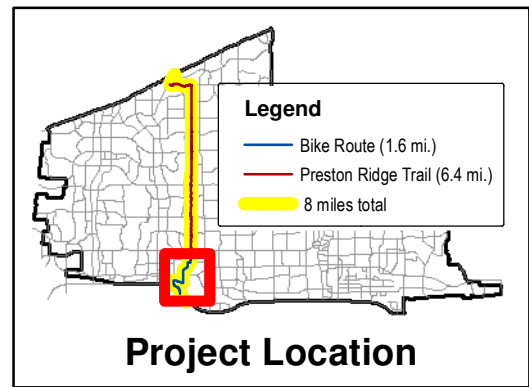 Legend
Bike Route (1.6 mi.)
Preston Ridge Trail (6.4 mi.)
8 miles total
Project Location